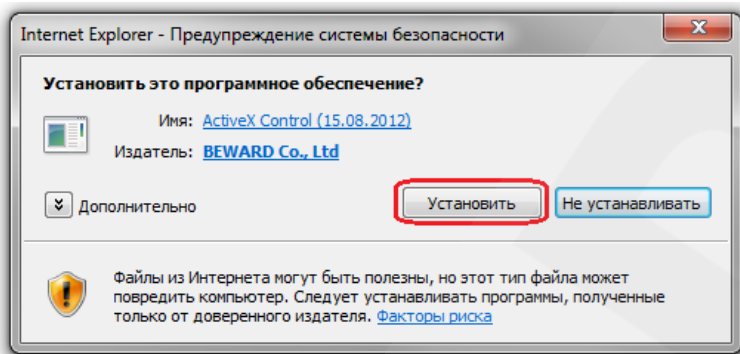 Internet Explorer - Предупреждение системы безопасности
Установить это программное обеспечение?
Имя: ActiveX Control (15.08.2012)
Издатель: BEWARD Co., Ltd
Дополнительно
Установить
Не устанавливать
Файлы из Интернета могут быть полезны, но этот тип файла может
повредить компьютер. Следует устанавливать программы, полученные
только от доверенного издателя. Факторы риска